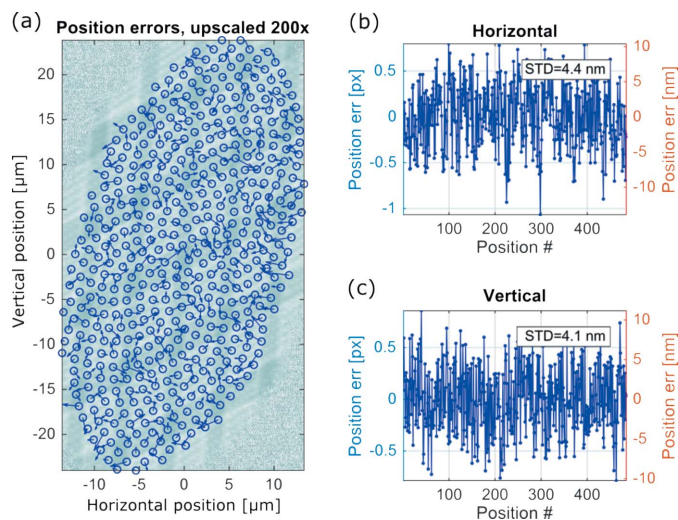 (a)
Position errors, upscaled 200x
20
15
10
5
0
-5
-10
-15
-20
Vertical position [µm]
-10
-5
0
5
10
Horizontal position [µm]
(b)
Horizontal
STD=4.4 nm
0.5
0
-0.5
-1
Position err [px]
10
5
0
-5
-10
Position err [nm]
100
200
300
400
Position #
(c)
Vertical
STD=4.1 nm
0.5
0
-0.5
Position err [px]
10
5
0
-5
-10
Position err [nm]
100
200
300
400
Position #